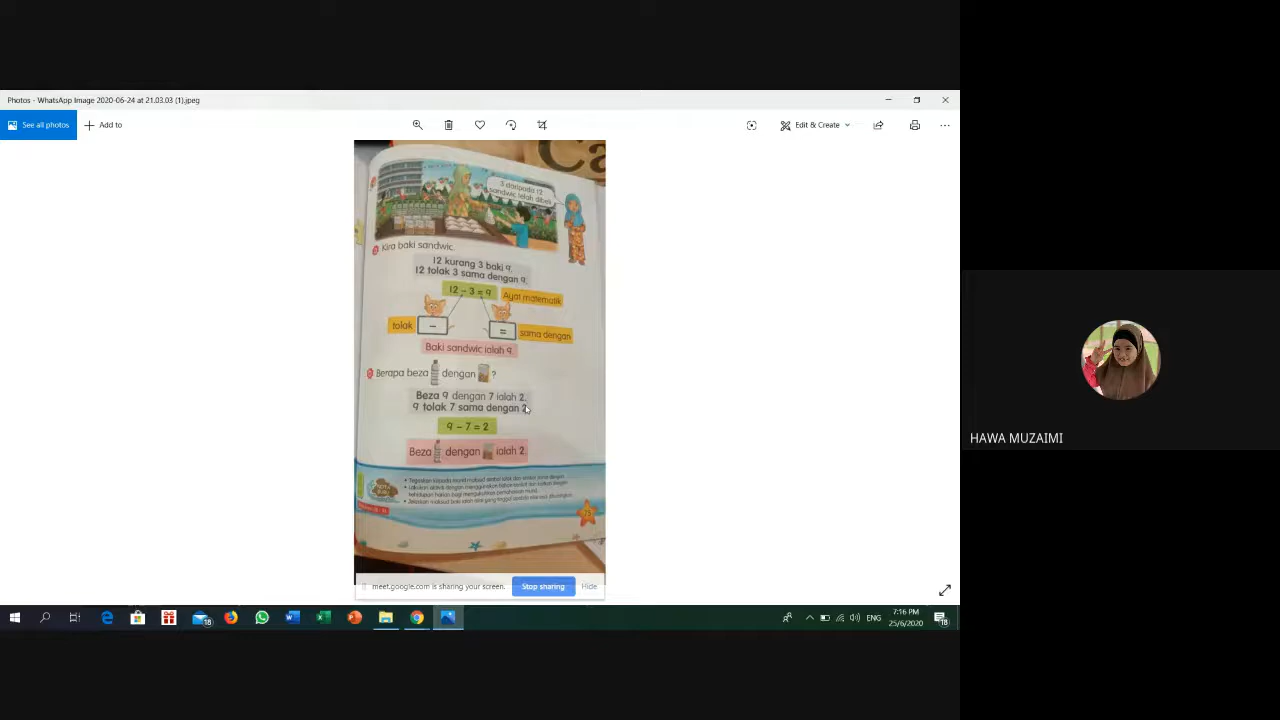 Photos - WhatsApp Image 2020-06-24 at 21.03.03 (1).jpeg
See all photos
Add to
Edit & Create
3 daripada 12
sandwic telah dibeli
Kira baki sandwic.
12 kurang 3 baki 9.
12 tolak 3 sama dengan 9.
12 − 3 = 9
Ayat matematik
tolak
−
=
sama dengan
Baki sandwic ialah 9.
Berapa beza dengan ?
Beza 9 dengan 7 ialah 2.
9 tolak 7 sama dengan 2.
9 − 7 = 2
Beza dengan ialah 2.
meet.google.com is sharing your screen.
Stop sharing
Hide
HAWA MUZAIMI
18
ENG
7:16 PM
25/6/2020
18